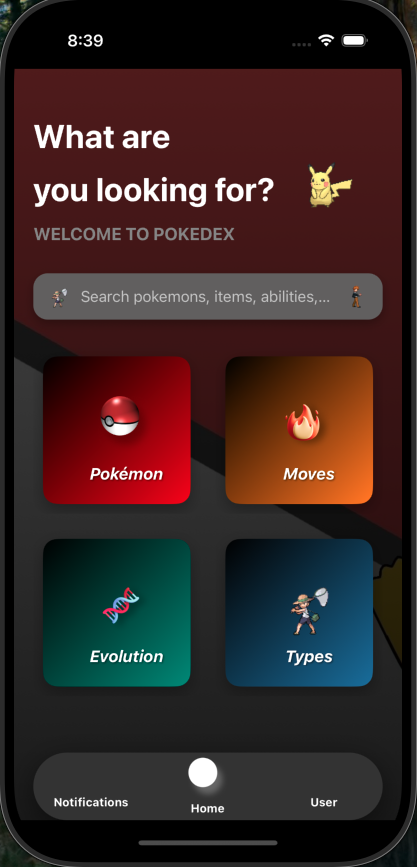 8:39
What are
you looking for?
WELCOME TO POKEDEX
Search pokemons, items, abilities,...
Pokémon
Moves
Evolution
Types
Notifications
Home
User